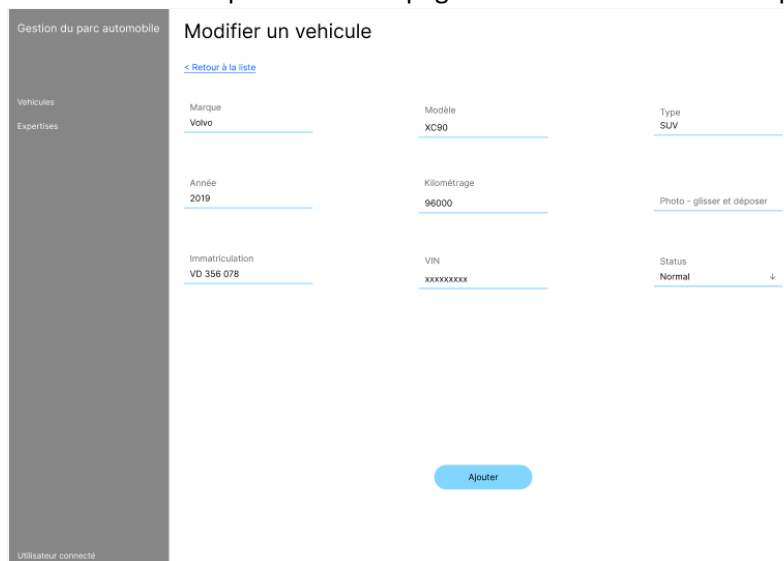 Gestion du parc automobile
Modifier un vehicule
< Retour à la liste
Vehicules
Expertises
Marque
Volvo
Modèle
XC90
Type
SUV
Année
2019
Kilométrage
96000
Photo - glisser et déposer
Immatriculation
VD 356 078
VIN
xxxxxxxxx
Status
Normal ↓
Ajouter
Utilisateur connecté